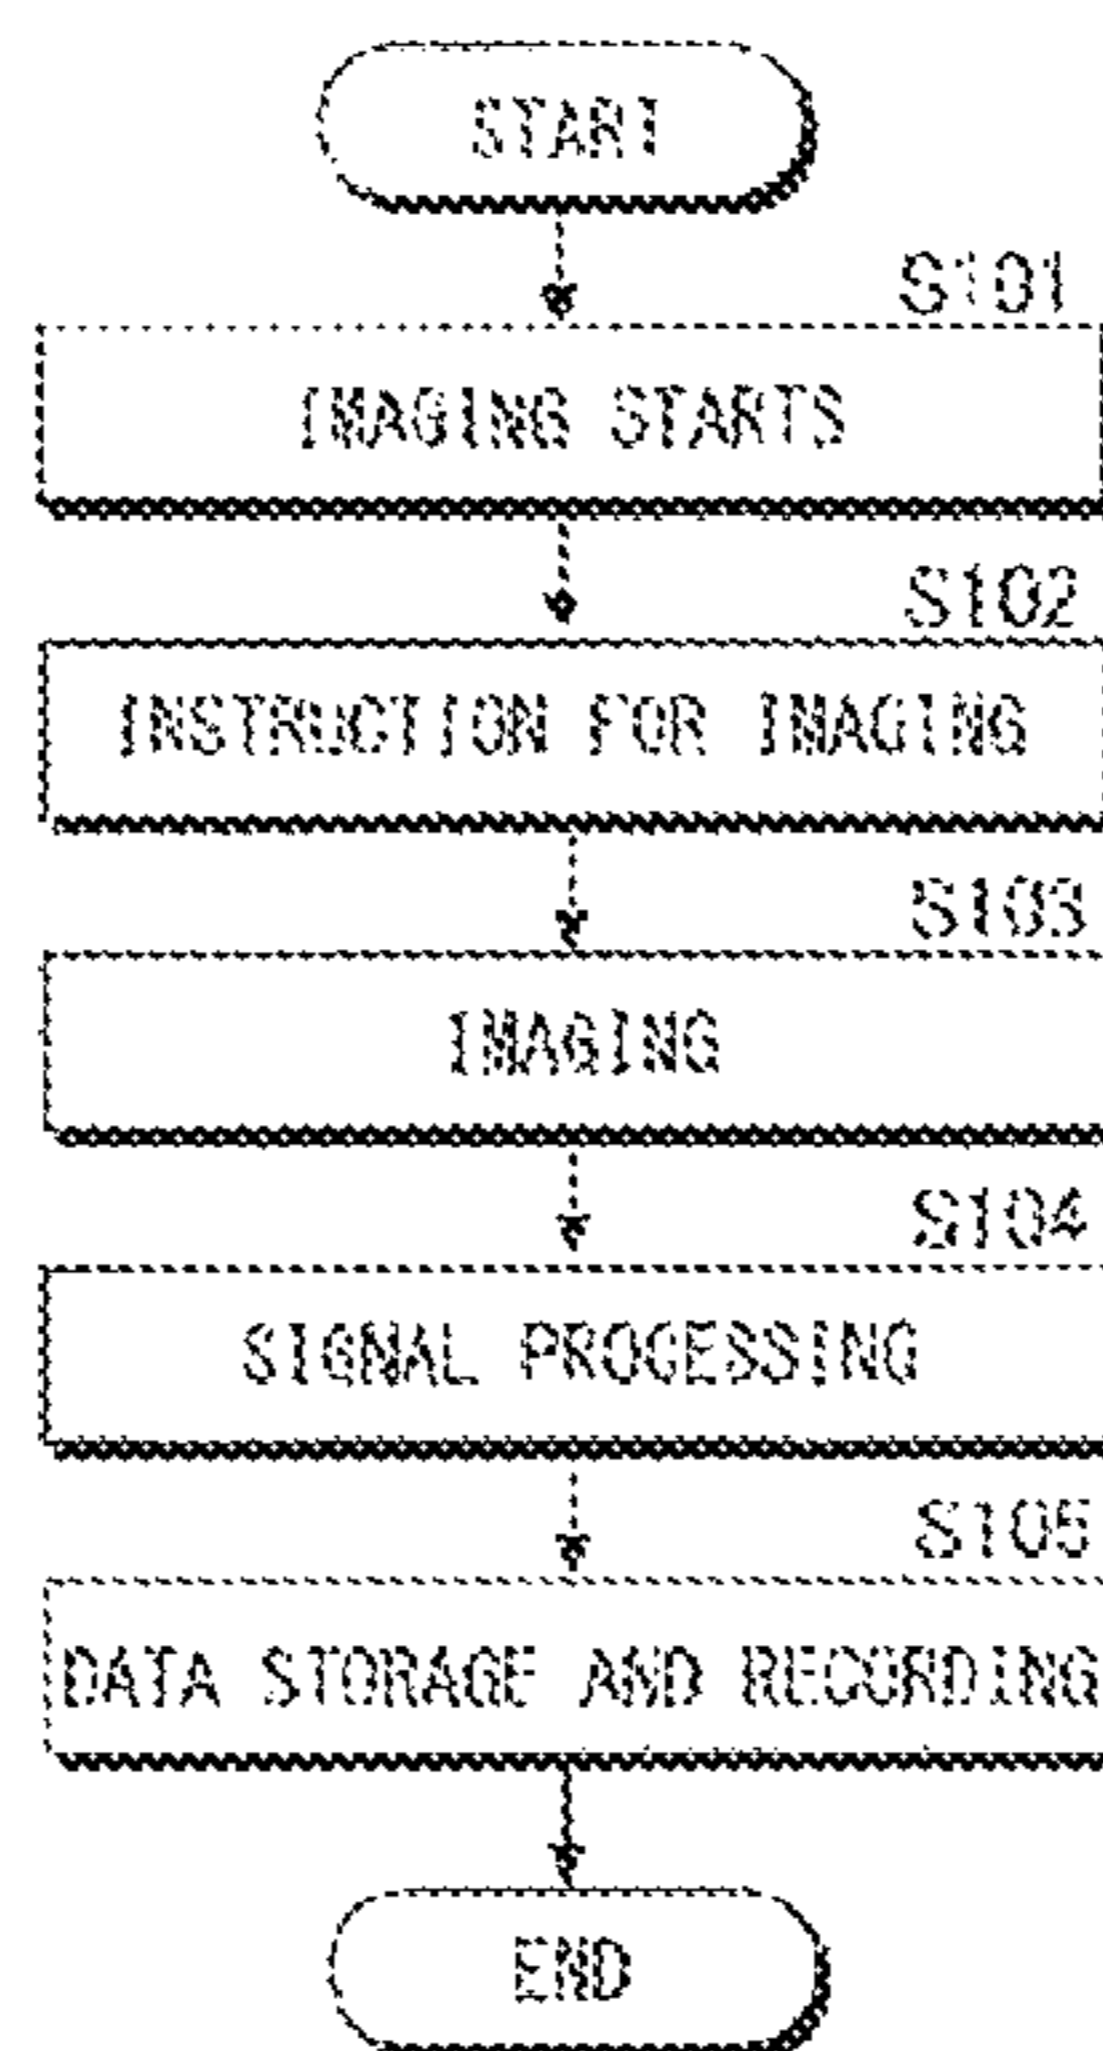 START
S101
IMAGING STARTS
S102
INSTRUCTION FOR IMAGING
S103
IMAGING
S104
SIGNAL PROCESSING
S105
DATA STORAGE AND RECORDING
END